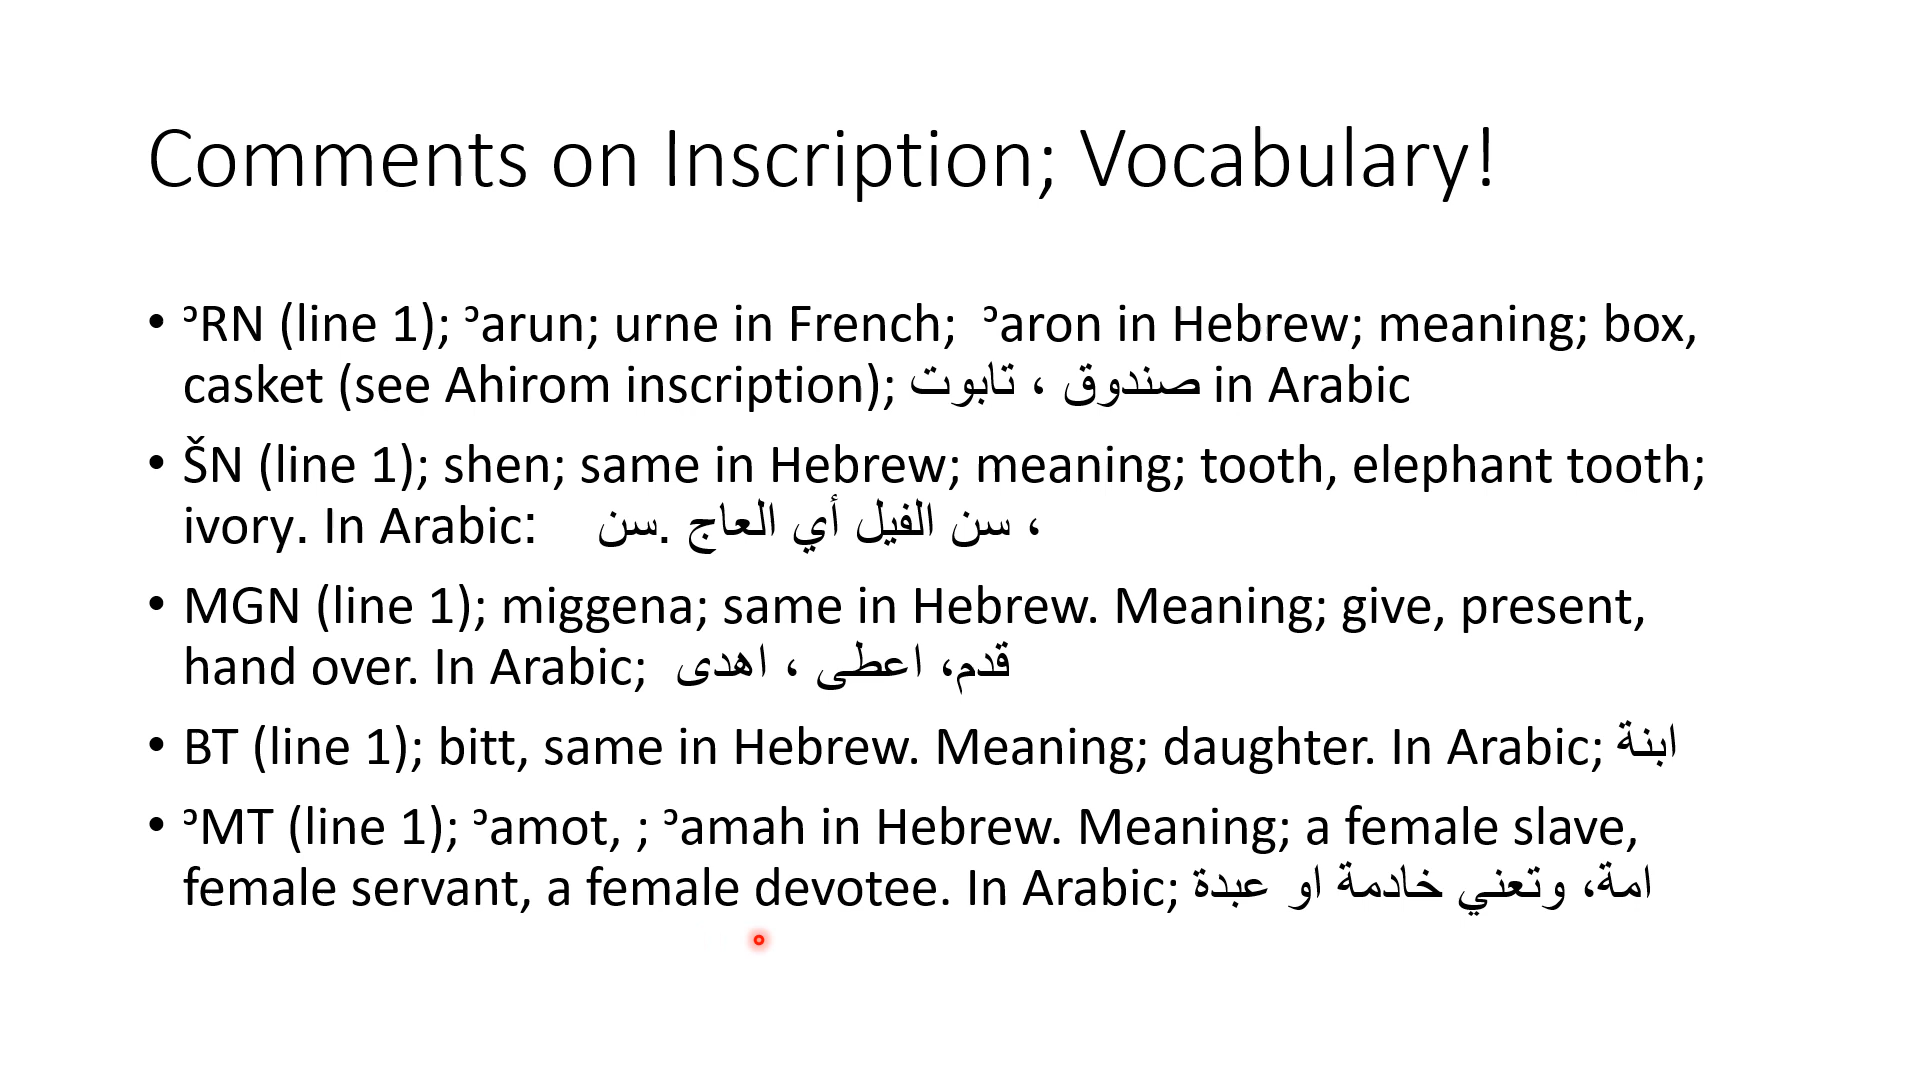 Comments on Inscription; Vocabulary!
• ᵓRN (line 1); ᵓarun; urne in French;  ᵓaron in Hebrew; meaning; box,
casket (see Ahirom inscription); صندوق ، تابوت in Arabic
• ŠN (line 1); shen; same in Hebrew; meaning; tooth, elephant tooth;
ivory. In Arabic:    سن. ، سن الفيل أي العاج
• MGN (line 1); miggena; same in Hebrew. Meaning; give, present,
hand over. In Arabic;  قدم، اعطى ، اهدى
• BT (line 1); bitt, same in Hebrew. Meaning; daughter. In Arabic; ابنة
• ᵓMT (line 1); ᵓamot, ; ᵓamah in Hebrew. Meaning; a female slave,
female servant, a female devotee. In Arabic; امة، وتعني خادمة او عبدة